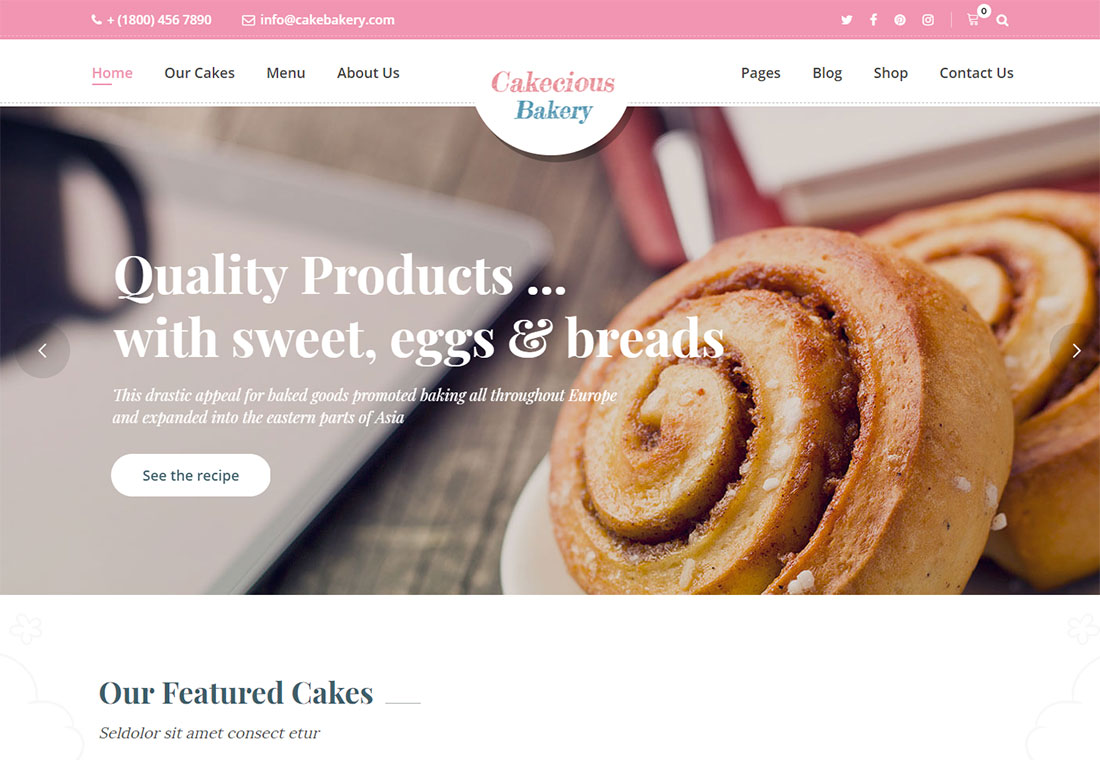 + (1800) 456 7890
info@cakebakery.com
0
Home
Our Cakes
Menu
About Us
Cakecious
Bakery
Pages
Blog
Shop
Contact Us
Quality Products ...
with sweet, eggs & breads
This drastic appeal for baked goods promoted baking all throughout Europe
and expanded into the eastern parts of Asia
See the recipe
Our Featured Cakes
Seldolor sit amet consect etur